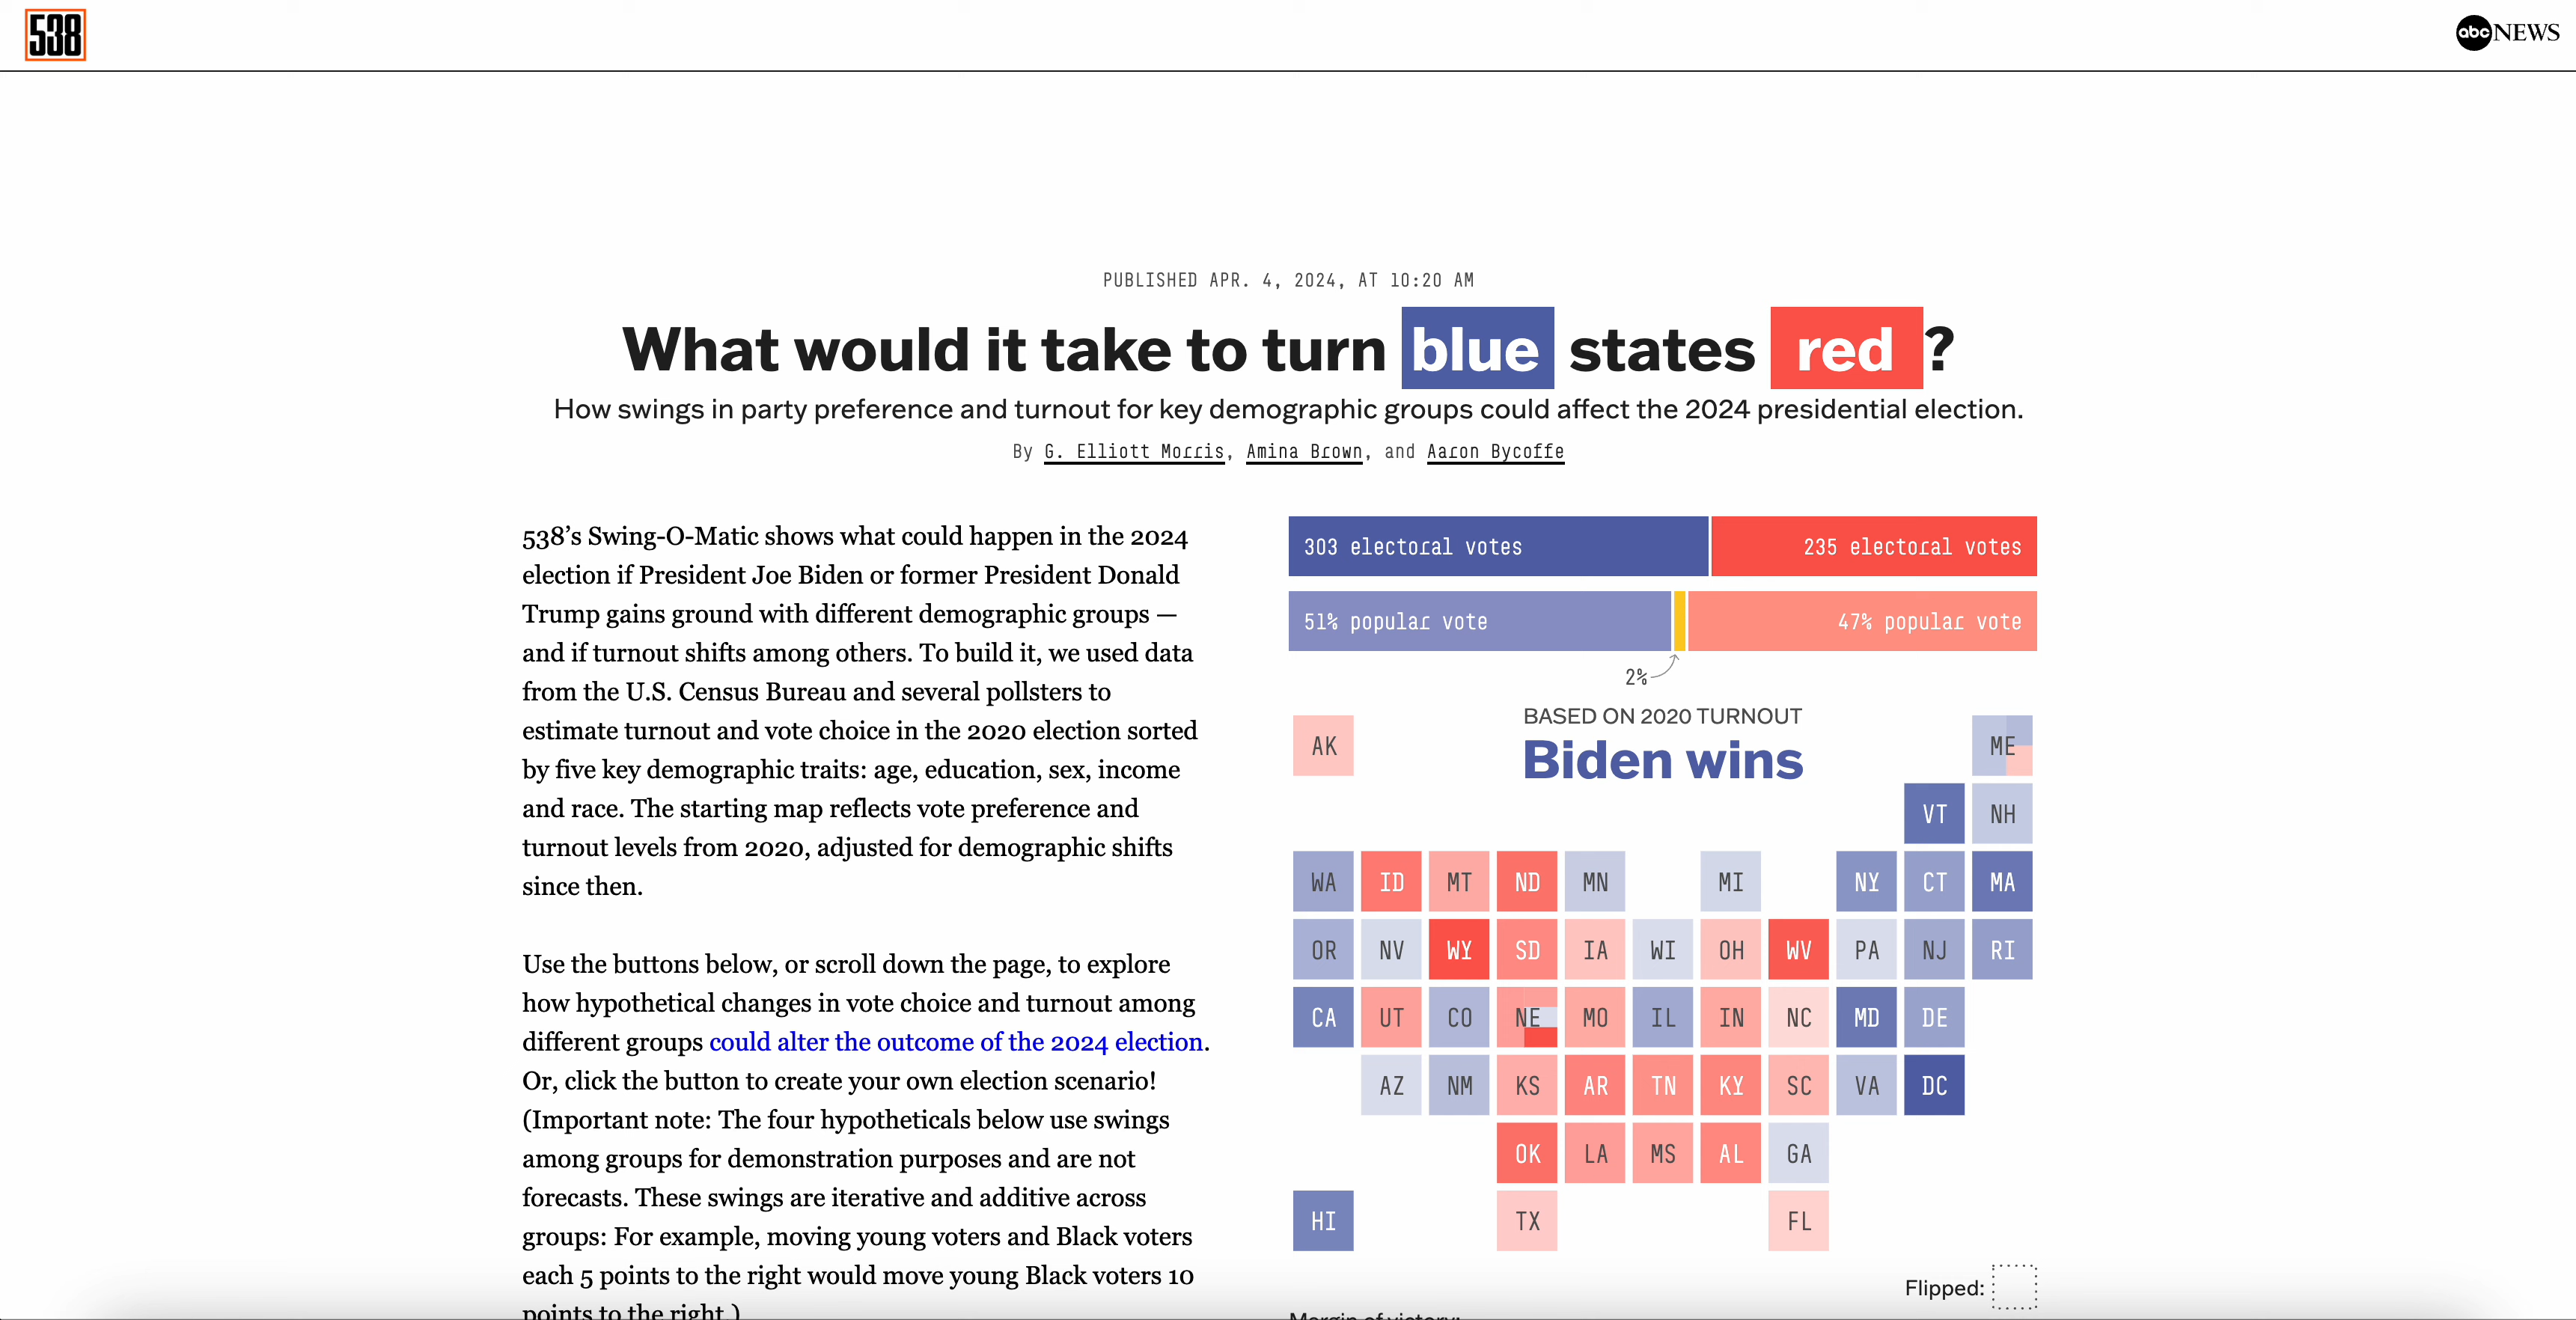 538
abc NEWS
PUBLISHED APR. 4, 2024, AT 10:20 AM
What would it take to turn blue states red ?
How swings in party preference and turnout for key demographic groups could affect the 2024 presidential election.
By G. Elliott Morris, Amina Brown, and Aaron Bycoffe
538’s Swing-O-Matic shows what could happen in the 2024
election if President Joe Biden or former President Donald
Trump gains ground with different demographic groups —
and if turnout shifts among others. To build it, we used data
from the U.S. Census Bureau and several pollsters to
estimate turnout and vote choice in the 2020 election sorted
by five key demographic traits: age, education, sex, income
and race. The starting map reflects vote preference and
turnout levels from 2020, adjusted for demographic shifts
since then.
Use the buttons below, or scroll down the page, to explore
how hypothetical changes in vote choice and turnout among
different groups could alter the outcome of the 2024 election.
Or, click the button to create your own election scenario!
(Important note: The four hypotheticals below use swings
among groups for demonstration purposes and are not
forecasts. These swings are iterative and additive across
groups: For example, moving young voters and Black voters
each 5 points to the right would move young Black voters 10
points to the right.)
303 electoral votes 235 electoral votes
51% popular vote 47% popular vote
2%
BASED ON 2020 TURNOUT
Biden wins
AK ME
VT NH
WA ID MT ND MN MI NY CT MA
OR NV WY SD IA WI OH WV PA NJ RI
CA UT CO NE MO IL IN NC MD DE
AZ NM KS AR TN KY SC VA DC
OK LA MS AL GA
HI TX FL
Flipped:
Margin of victory: